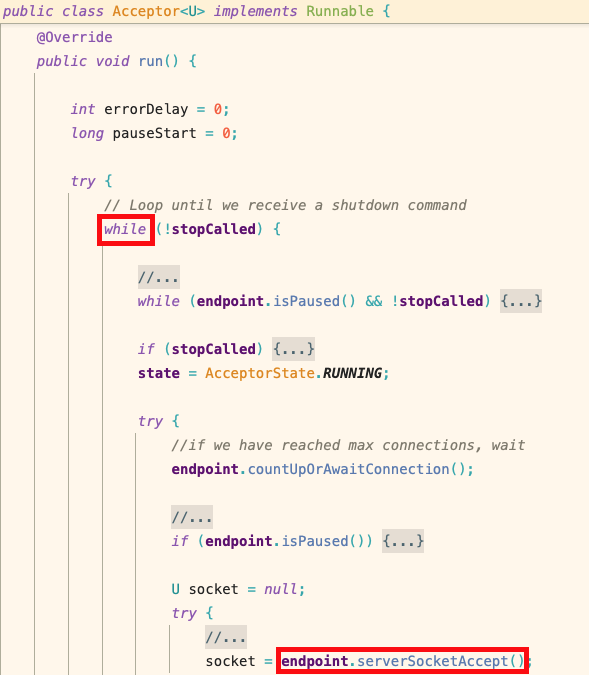 public class Acceptor<U> implements Runnable {
@Override
public void run() {
int errorDelay = 0;
long pauseStart = 0;
try {
// Loop until we receive a shutdown command
while (!stopCalled) {
//...
while (endpoint.isPaused() && !stopCalled) {...}
if (stopCalled) {...}
state = AcceptorState.RUNNING;
try {
//if we have reached max connections, wait
endpoint.countUpOrAwaitConnection();
//...
if (endpoint.isPaused()) {...}
U socket = null;
try {
//...
socket = endpoint.serverSocketAccept();